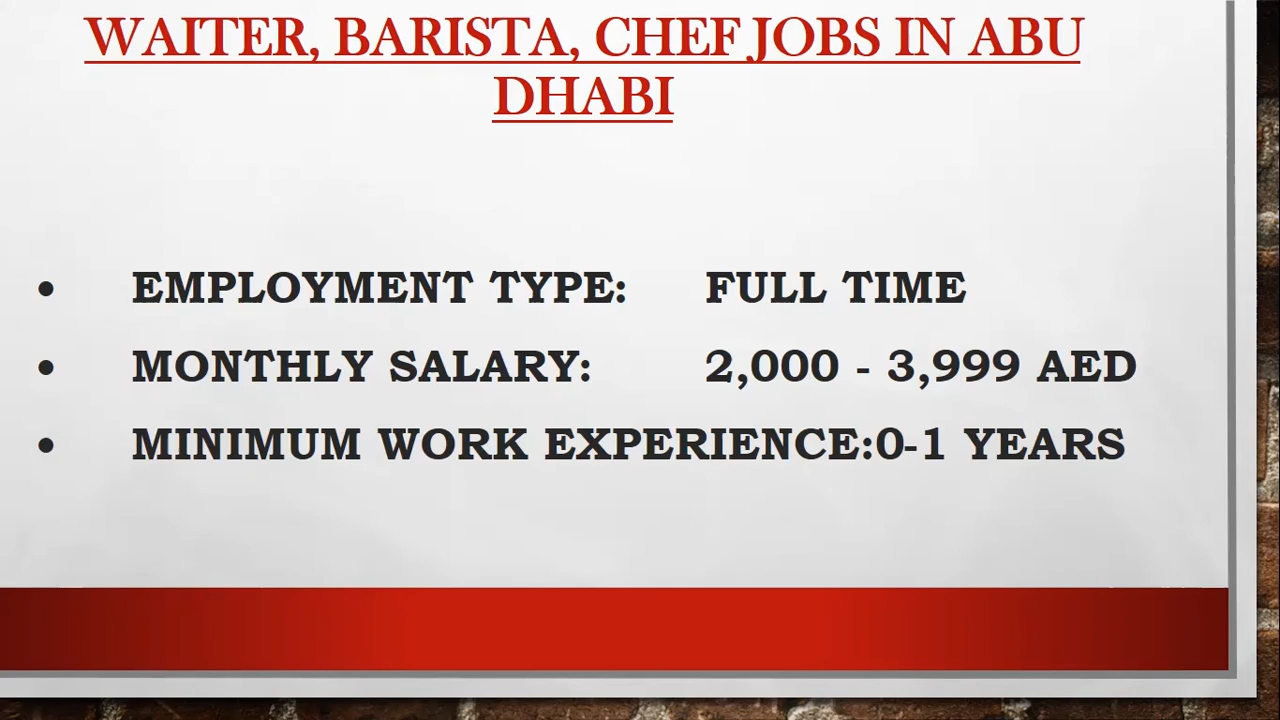 WAITER, BARISTA, CHEF JOBS IN ABU
DHABI
• EMPLOYMENT TYPE: FULL TIME
• MONTHLY SALARY: 2,000 - 3,999 AED
• MINIMUM WORK EXPERIENCE:0-1 YEARS